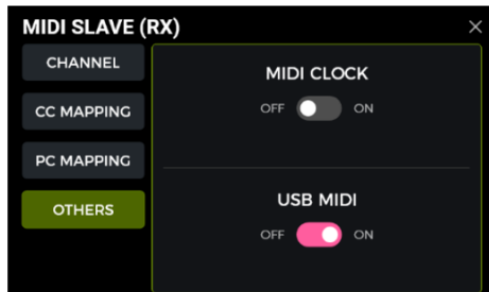 MIDI SLAVE (RX)
CHANNEL
CC MAPPING
PC MAPPING
OTHERS
MIDI CLOCK
OFF ON
USB MIDI
OFF ON